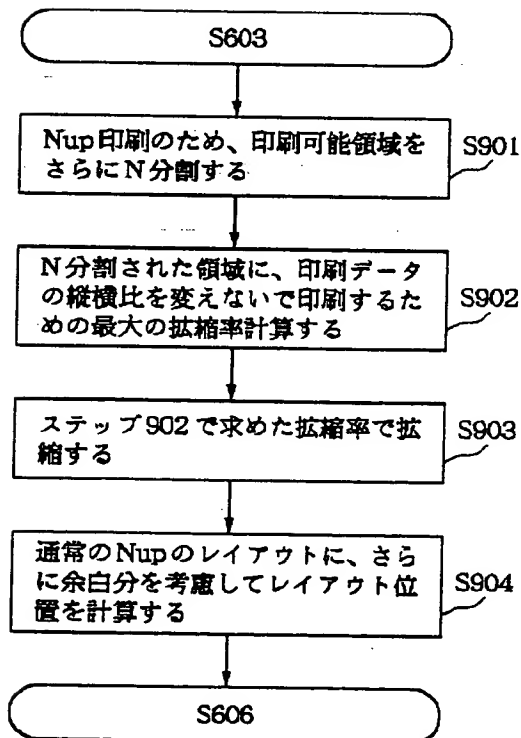 S603
Nup印刷のため、印刷可能領域を
さらにN分割する
S901
N分割された領域に、印刷データ
の縦横比を変えないで印刷するた
めの最大の拡縮率計算する
S902
ステップ902で求めた拡縮率で拡
縮する
S903
通常のNupのレイアウトに、さら
に余白分を考慮してレイアウト位
置を計算する
S904
S606